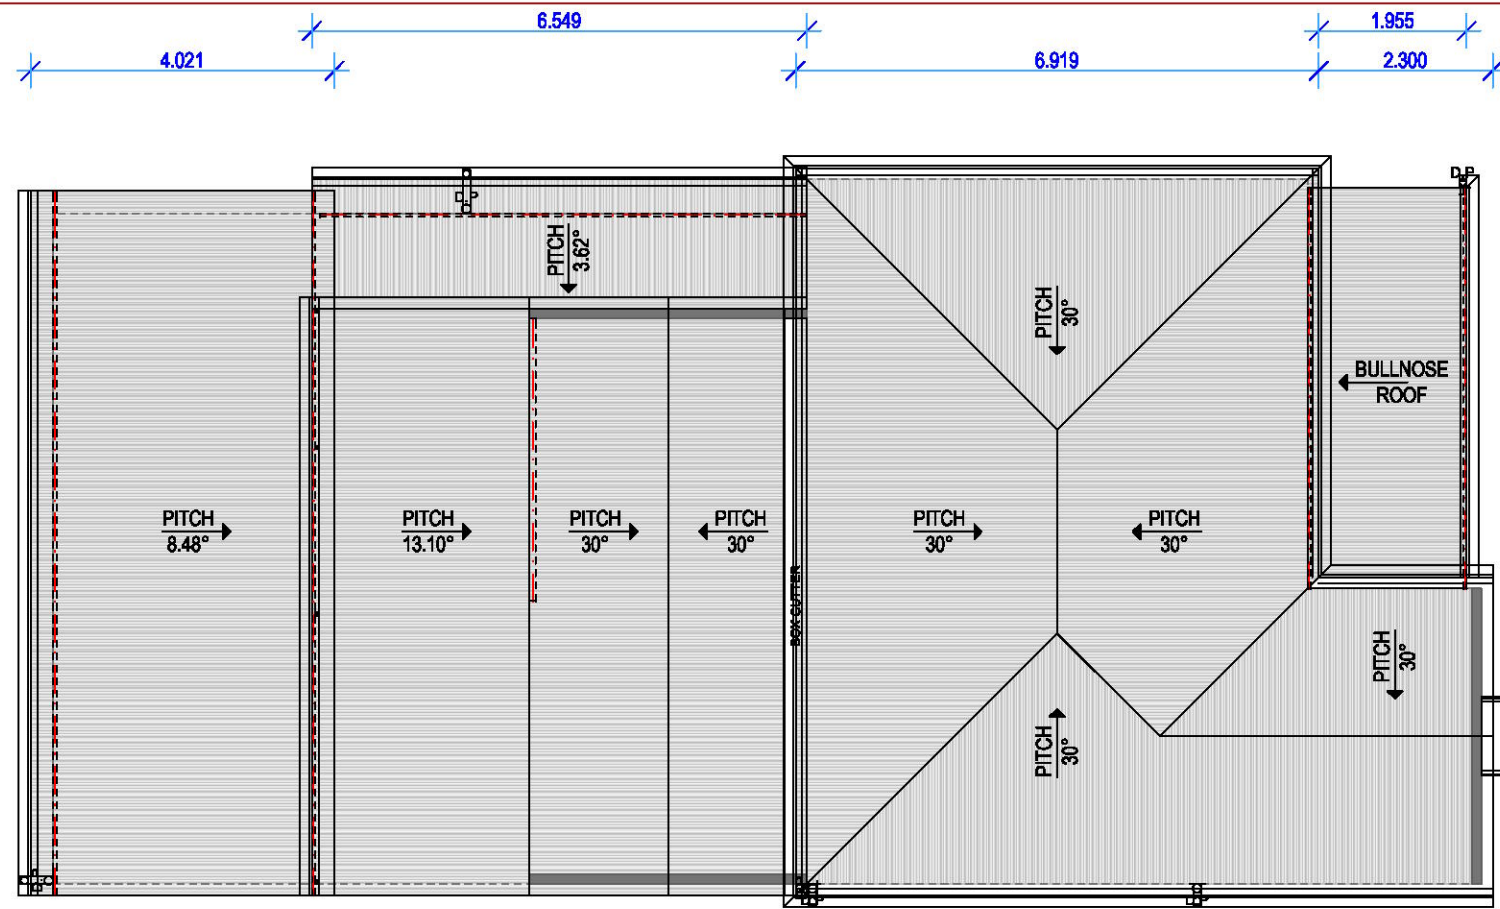 6.549
1.955
4.021
6.919
2.300
DP
DP
PITCH
3.62°
PITCH
30°
BULLNOSE
ROOF
PITCH
8.48°
PITCH
13.10°
PITCH
30°
PITCH
30°
PITCH
30°
PITCH
30°
BOX GUTTER
PITCH
30°
PITCH
30°